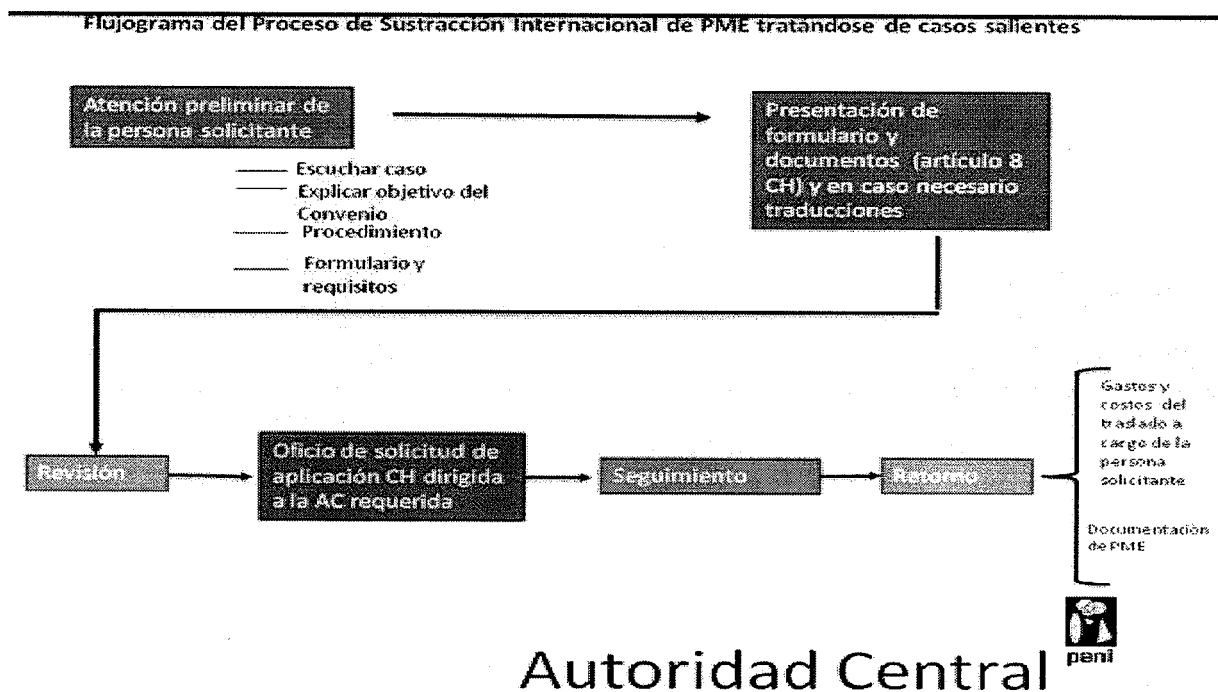 Flujograma del Proceso de Sustracción Internacional de PME tratándose de casos salientes
Atención preliminar de
la persona solicitante
Escuchar caso
Explicar objetivo del
Convenio
Procedimiento
Formulario y
requisitos
Presentación de
formulario y
documentos (artículo 8
CH) y en caso necesario
traducciones
Revisión
Oficio de solicitud de
aplicación CH dirigida
a la AC requerida
Seguimiento
Retorno
Gastos y
costos del
traslado a
cargo de la
persona
solicitante
Documentación
de PME
pani
Autoridad Central